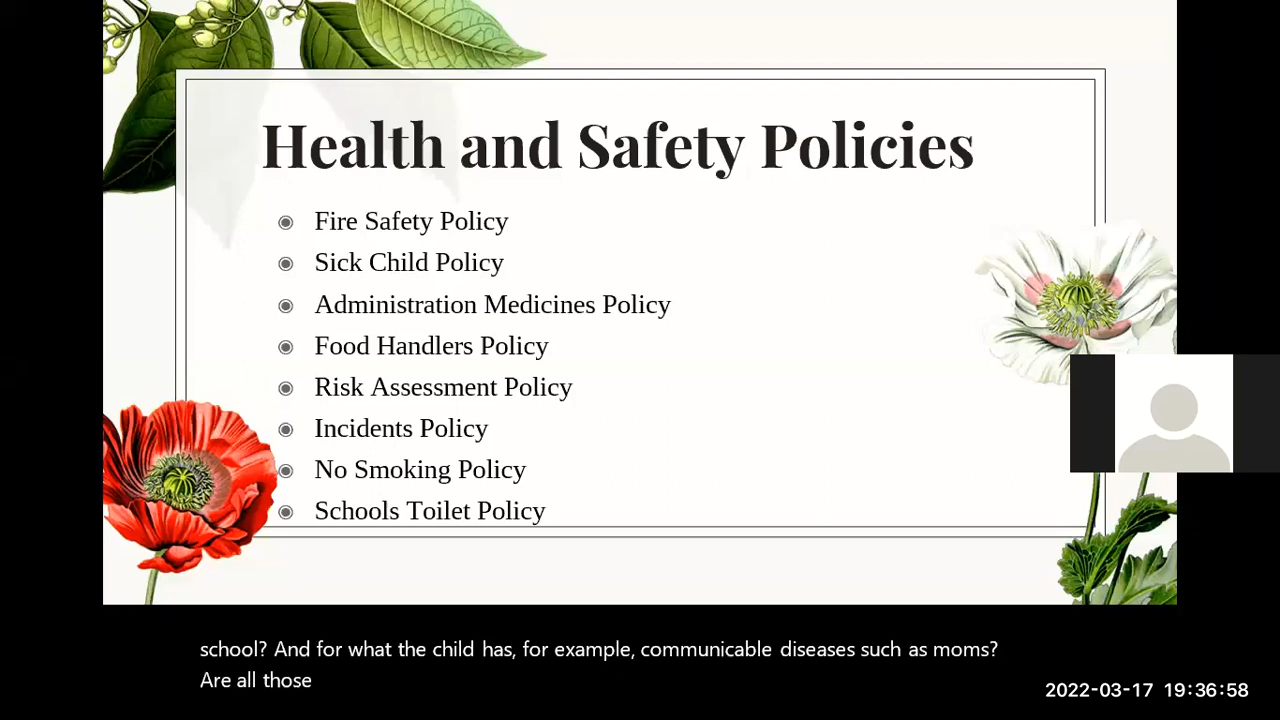 Health and Safety Policies
Fire Safety Policy
Sick Child Policy
Administration Medicines Policy
Food Handlers Policy
Risk Assessment Policy
Incidents Policy
No Smoking Policy
Schools Toilet Policy
school? And for what the child has, for example, communicable diseases such as moms?
Are all those
2022-03-17 19:36:58